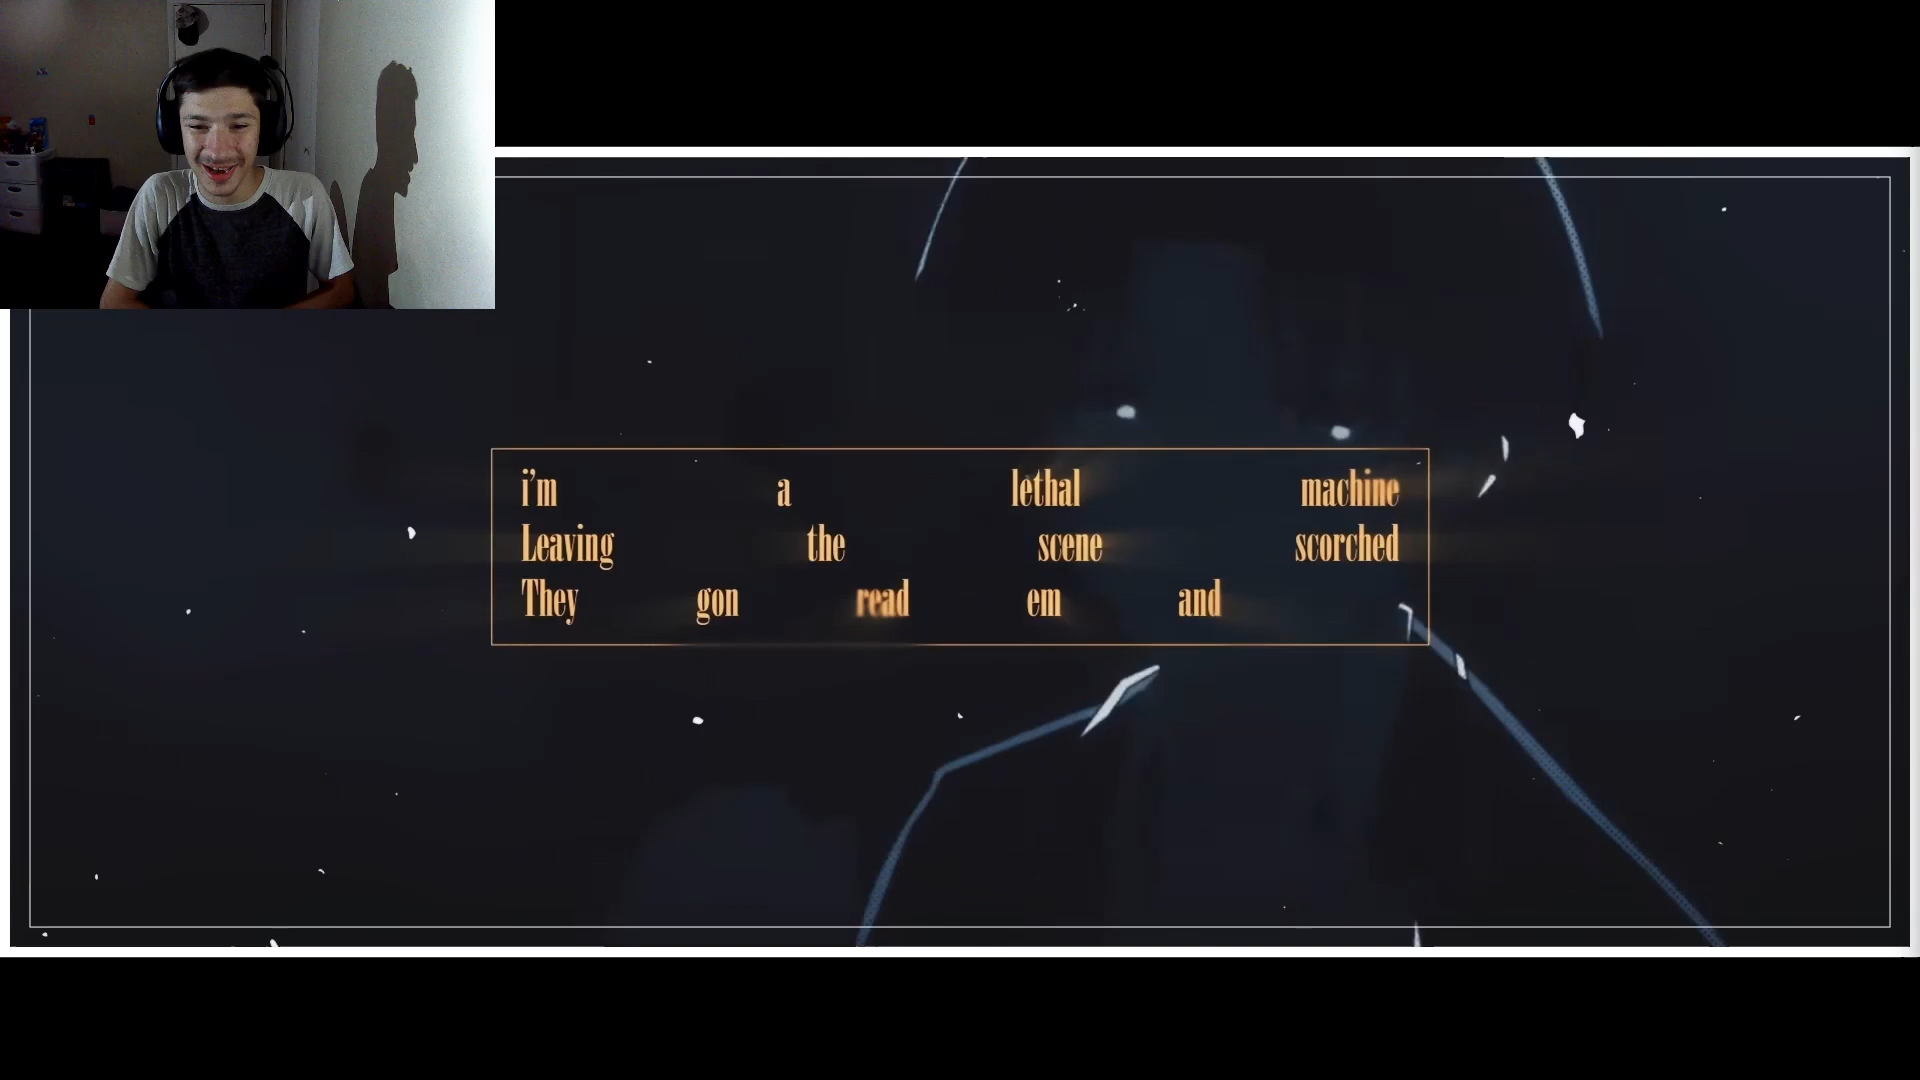 i'm a lethal machine
Leaving the scene scorched
They gon read em and